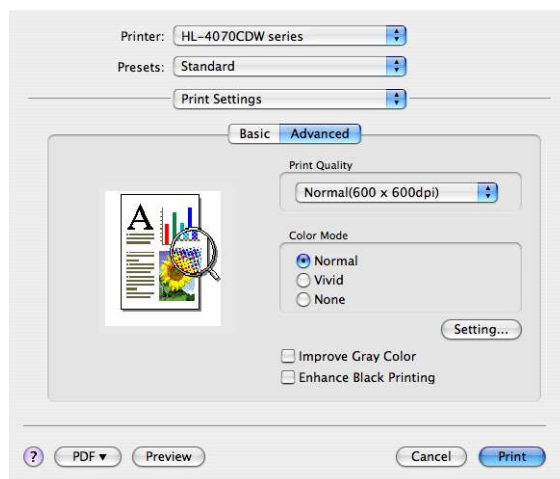 Printer: HL-4070CDW series
Presets: Standard
Print Settings
Basic Advanced
Print Quality
Normal(600 x 600dpi)
Color Mode
Normal
Vivid
None
Setting...
Improve Gray Color
Enhance Black Printing
A
? PDF ▼ Preview Cancel Print